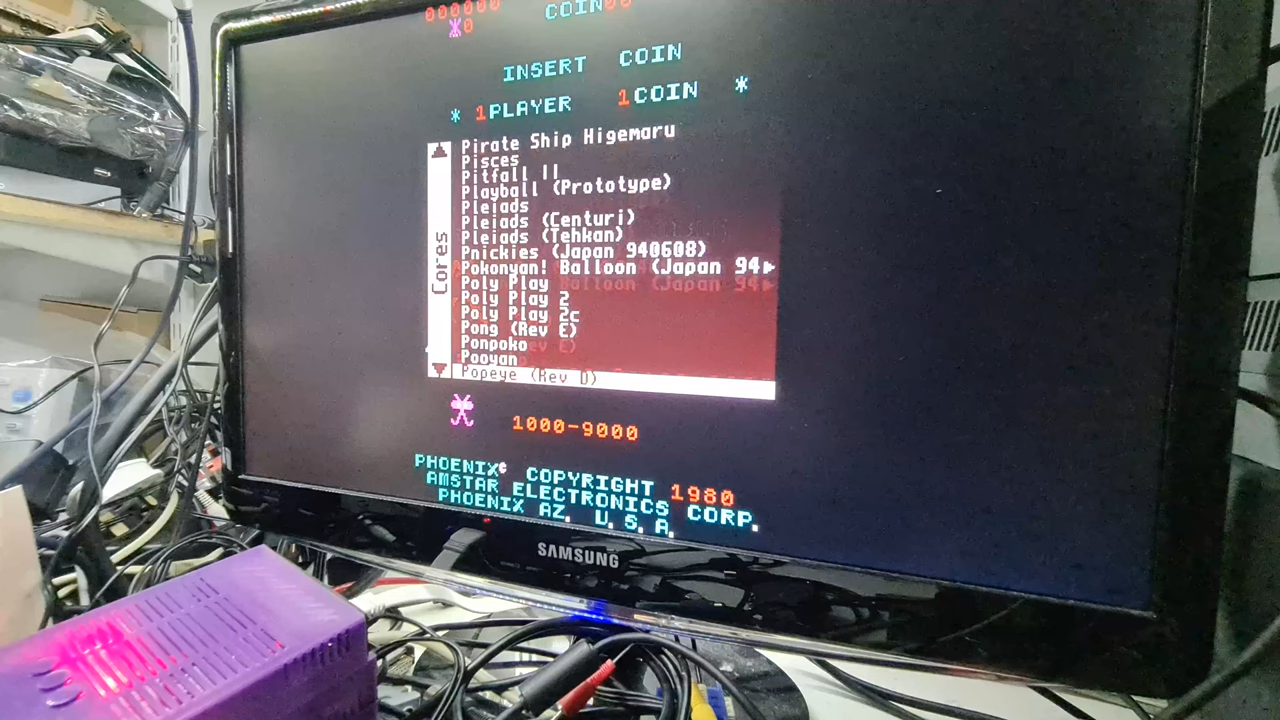 000000 COIN00
0
INSERT COIN
* 1PLAYER 1COIN *
Pirate Ship Higemaru
Pisces
Pitfall II
Playball (Prototype)
Pleiads
Pleiads (Centuri)
Pleiads (Tehkan)
Pnickies (Japan 940608)
Pokonyan! Balloon (Japan 94
Poly Play
Poly Play 2
Poly Play 2c
Pong (Rev E)
Ponpoko
Pooyan
Popeye (Rev D)
Cores
1000-9000
PHOENIX© COPYRIGHT 1980
AMSTAR ELECTRONICS CORP.
PHOENIX AZ. U.S.A.
SAMSUNG